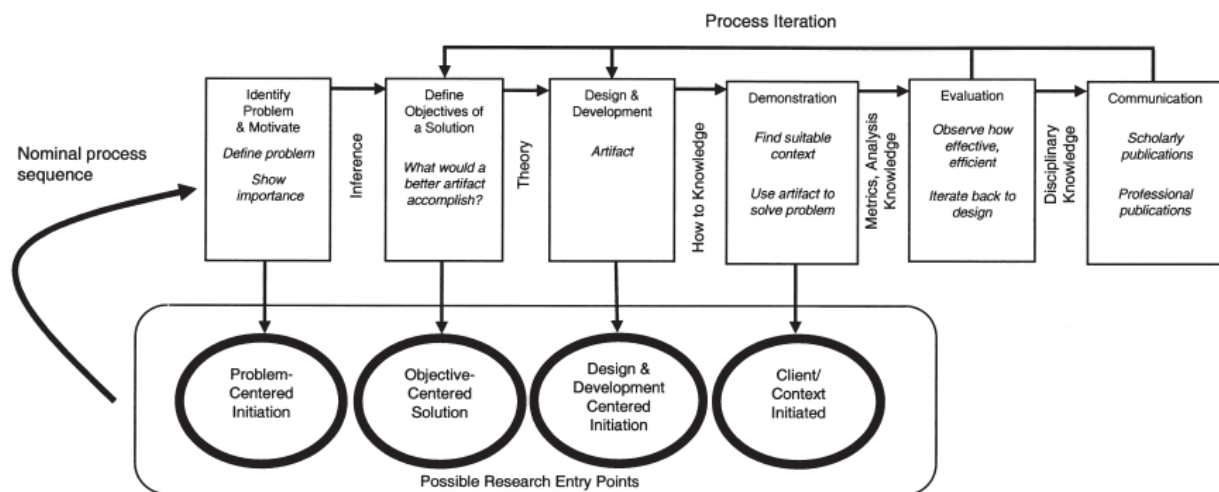 Process Iteration
Nominal process
sequence
Identify
Problem
& Motivate
Define problem
Show
importance
Inference
Define
Objectives of
a Solution
What would a
better artifact
accomplish?
Theory
Design &
Development
Artifact
How to Knowledge
Demonstration
Find suitable
context
Use artifact to
solve problem
Metrics, Analysis
Knowledge
Evaluation
Observe how
effective,
efficient
Iterate back to
design
Disciplinary
Knowledge
Communication
Scholarly
publications
Professional
publications
Problem-
Centered
Initiation
Objective-
Centered
Solution
Design &
Development
Centered
Initiation
Client/
Context
Initiated
Possible Research Entry Points